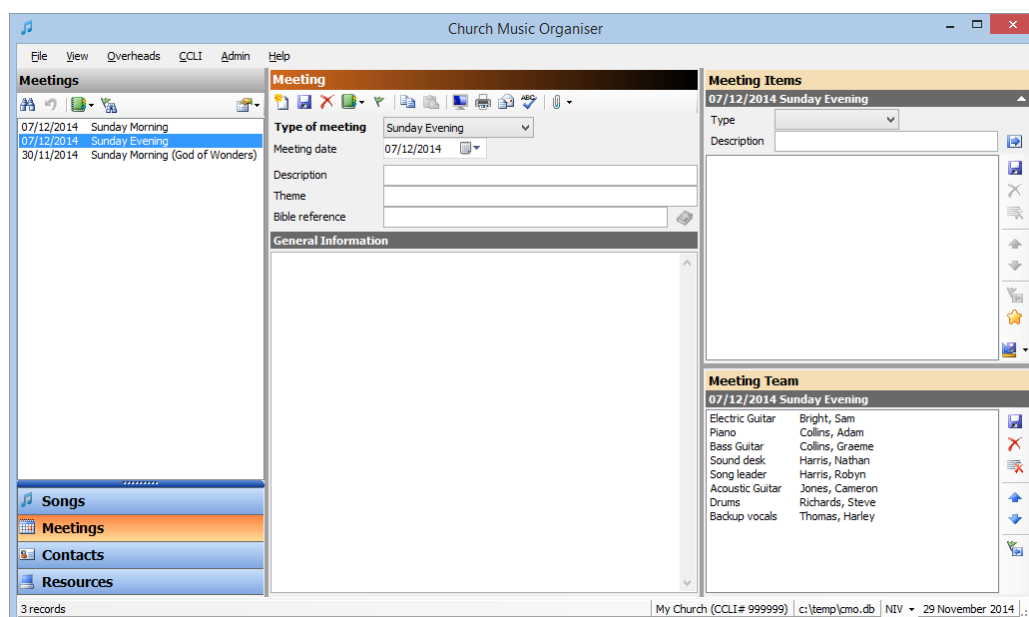 Church Music Organiser
File View Overheads CCLI Admin Help
Meetings
07/12/2014 Sunday Morning
07/12/2014 Sunday Evening
30/11/2014 Sunday Morning (God of Wonders)
Songs
Meetings
Contacts
Resources
Meeting
ABC
Type of meeting Sunday Evening
Meeting date 07/12/2014
Description
Theme
Bible reference
General Information
Meeting Items
07/12/2014 Sunday Evening
Type
Description
Meeting Team
07/12/2014 Sunday Evening
Electric Guitar Bright, Sam
Piano Collins, Adam
Bass Guitar Collins, Graeme
Sound desk Harris, Nathan
Song leader Harris, Robyn
Acoustic Guitar Jones, Cameron
Drums Richards, Steve
Backup vocals Thomas, Harley
3 records My Church (CCLI# 999999) c:\temp\cmo.db NIV 29 November 2014